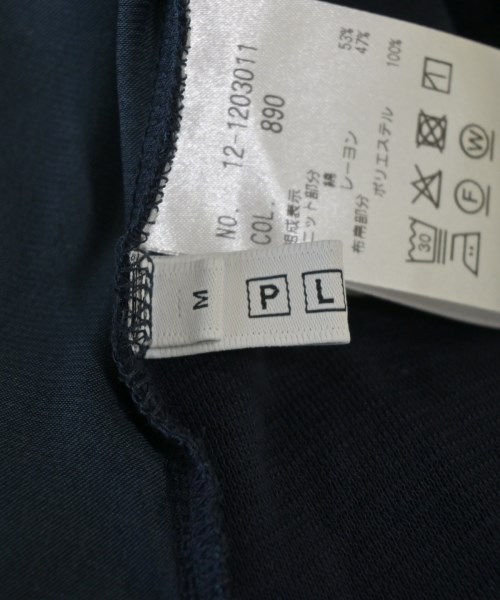 NO. 12-1203011
COL. 890
組成表示
ニット部分
綿 53%
レーヨン 47%
布帛部分
ポリエステル 100%
30
W
F
M
P L